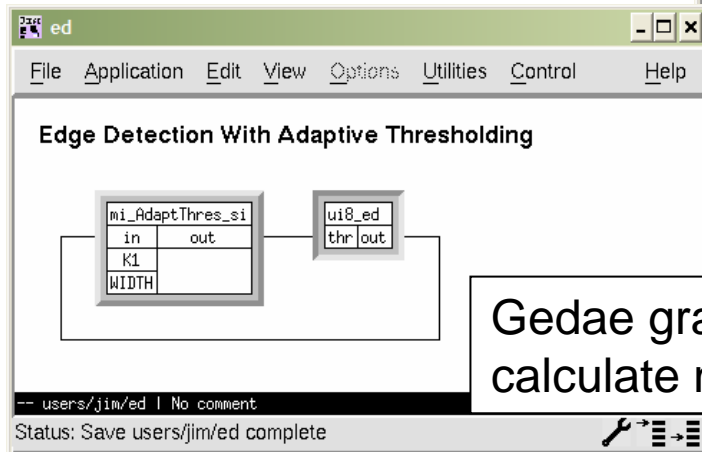 ed
File Application Edit View Options Utilities Control Help
Edge Detection With Adaptive Thresholding
mi_AdaptThres_si
in out
K1
WIDTH
ui8_ed
thr out
Gedae
calculate
-- users/jim/ed | No comment
Status: Save users/jim/ed complete